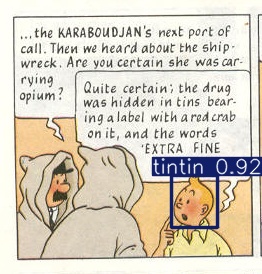 ...the KARABOUDJAN's next port of
call. Then we heard about the ship-
wreck. Are you certain she was car-
rying
opium?
Quite certain; the drug
was hidden in tins bear-
ing a label with a red crab
on it, and the words
'EXTRA FINE
tintin 0.92